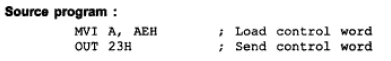 Source program :
MVI A, AEH ; Load control word
OUT 23H ; Send control word